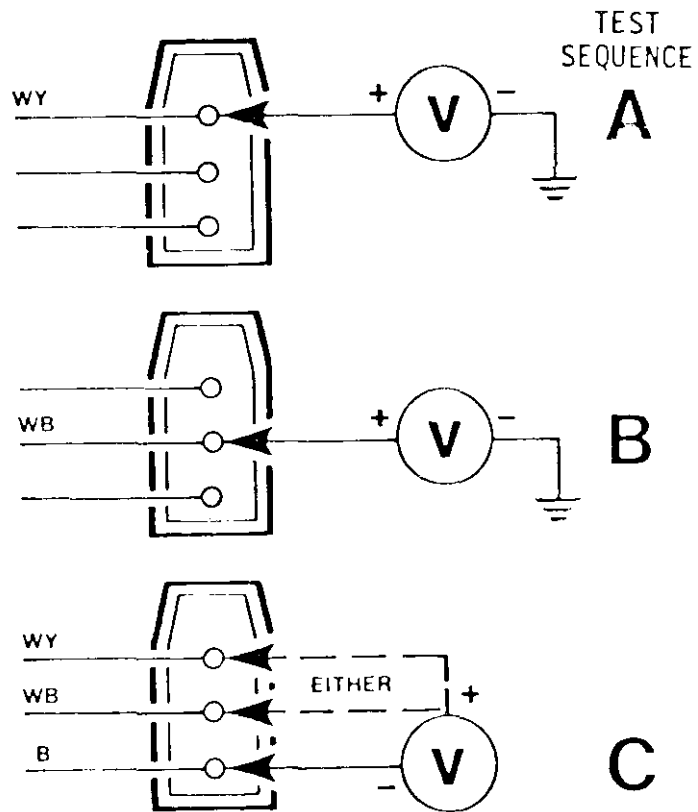 TEST
SEQUENCE
WY
+
V
-
A
WB
+
V
-
B
WY
WB
B
EITHER
+
V
-
C